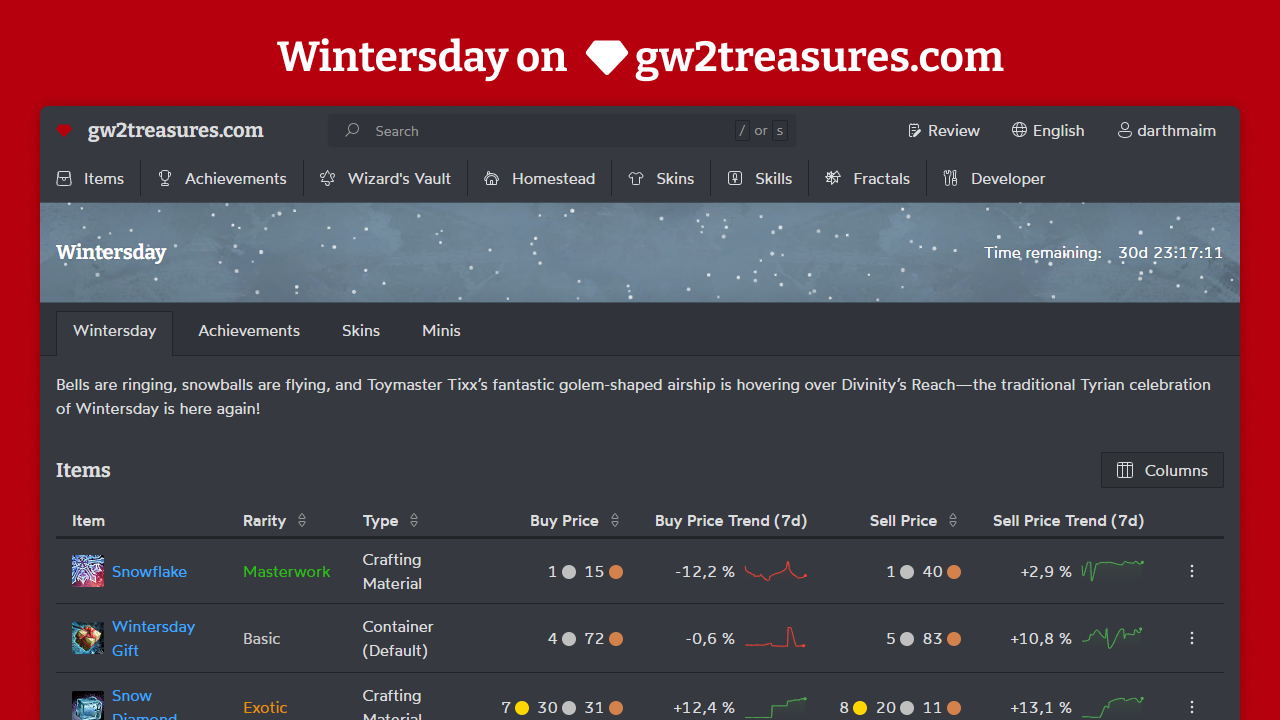 Wintersday on gw2treasures.com
gw2treasures.com
Search
/ or s
Review
English
darthmaim
Items
Achievements
Wizard's Vault
Homestead
Skins
Skills
Fractals
Developer
Wintersday
Time remaining: 30d 23:17:11
Wintersday
Achievements
Skins
Minis
Bells are ringing, snowballs are flying, and Toymaster Tixx’s fantastic golem-shaped airship is hovering over Divinity’s Reach—the traditional Tyrian celebration
of Wintersday is here again!
Items
Columns
Item Rarity Type Buy Price Buy Price Trend (7d) Sell Price Sell Price Trend (7d)
Snowflake Masterwork Crafting
Material 1 15 -12,2 % 1 40 +2,9 %
Wintersday
Gift Basic Container
(Default) 4 72 -0,6 % 5 83 +10,8 %
Snow
Diamond Exotic Crafting
Material 7 30 31 +12,4 % 8 20 11 +13,1 %